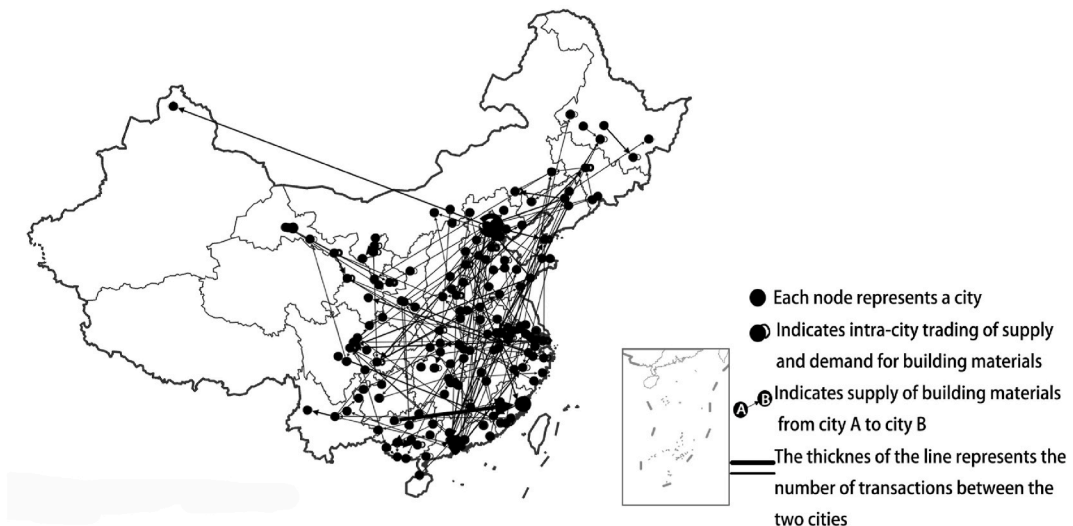 Each node represents a city
Indicates intra-city trading of supply
and demand for building materials
A B Indicates supply of building materials
from city A to city B
The thicknes of the line represents the
number of transactions between the
two cities